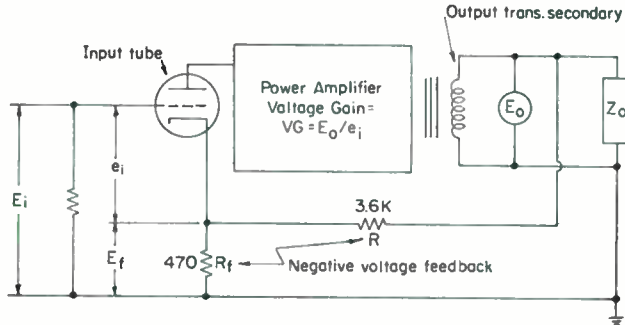 Output trans. secondary
Input tube
Power Amplifier
Voltage Gain=
VG = E₀/eᵢ
E₀
Z₀
eᵢ
Eᵢ
3.6K
R
E_f
470 R_f
Negative voltage feedback